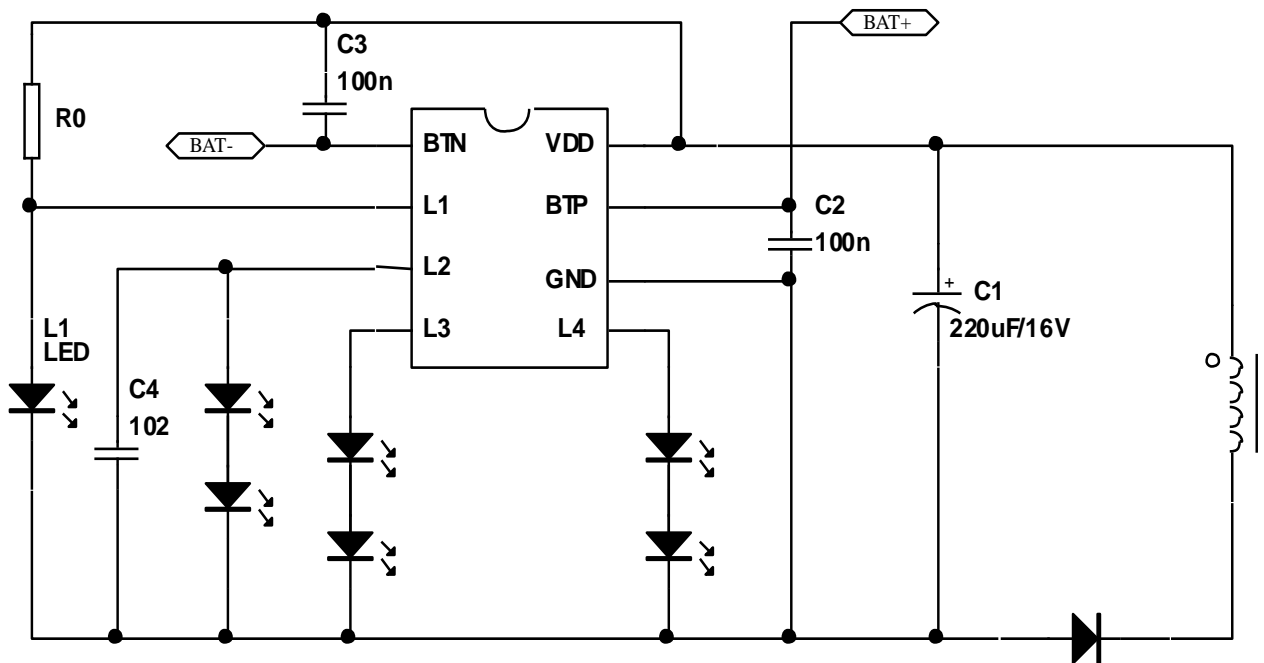 BAT+
C3
100n
R0
BAT-
BTN
VDD
L1
BTP
C2
100n
L2
GND
L3
L4
+
C1
220uF/16V
L1
LED
C4
102